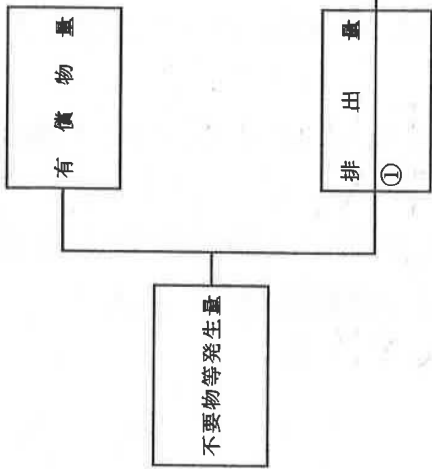 不要物等発生量
有償物量
排出量
①